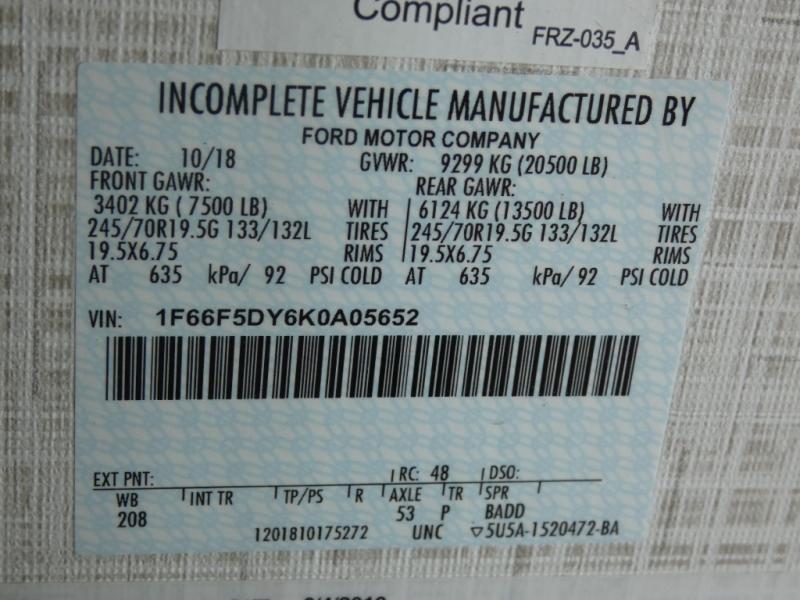 Compliant
FRZ-035_A
INCOMPLETE VEHICLE MANUFACTURED BY
FORD MOTOR COMPANY
DATE: 10/18 GVWR: 9299 KG (20500 LB)
FRONT GAWR: REAR GAWR:
3402 KG ( 7500 LB) WITH 6124 KG (13500 LB) WITH
245/70R19.5G 133/132L TIRES 245/70R19.5G 133/132L TIRES
19.5X6.75 RIMS 19.5X6.75 RIMS
AT 635 kPa/ 92 PSI COLD AT 635 kPa/ 92 PSI COLD
VIN: 1F66F5DY6K0A05652
EXT PNT: RC: 48 DSO:
WB INT TR TP/PS R AXLE TR SPR
208 53 P BADD
1201810175272 UNC ▽5U5A-1520472-BA